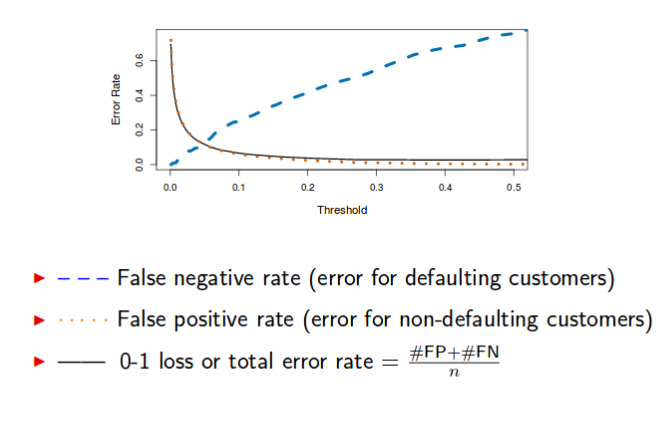 Error Rate
0.6
0.4
0.2
0.0
0.0 0.1 0.2 0.3 0.4 0.5
Threshold
False negative rate (error for defaulting customers)
False positive rate (error for non-defaulting customers)
0-1 loss or total error rate = #FP+#FN / n